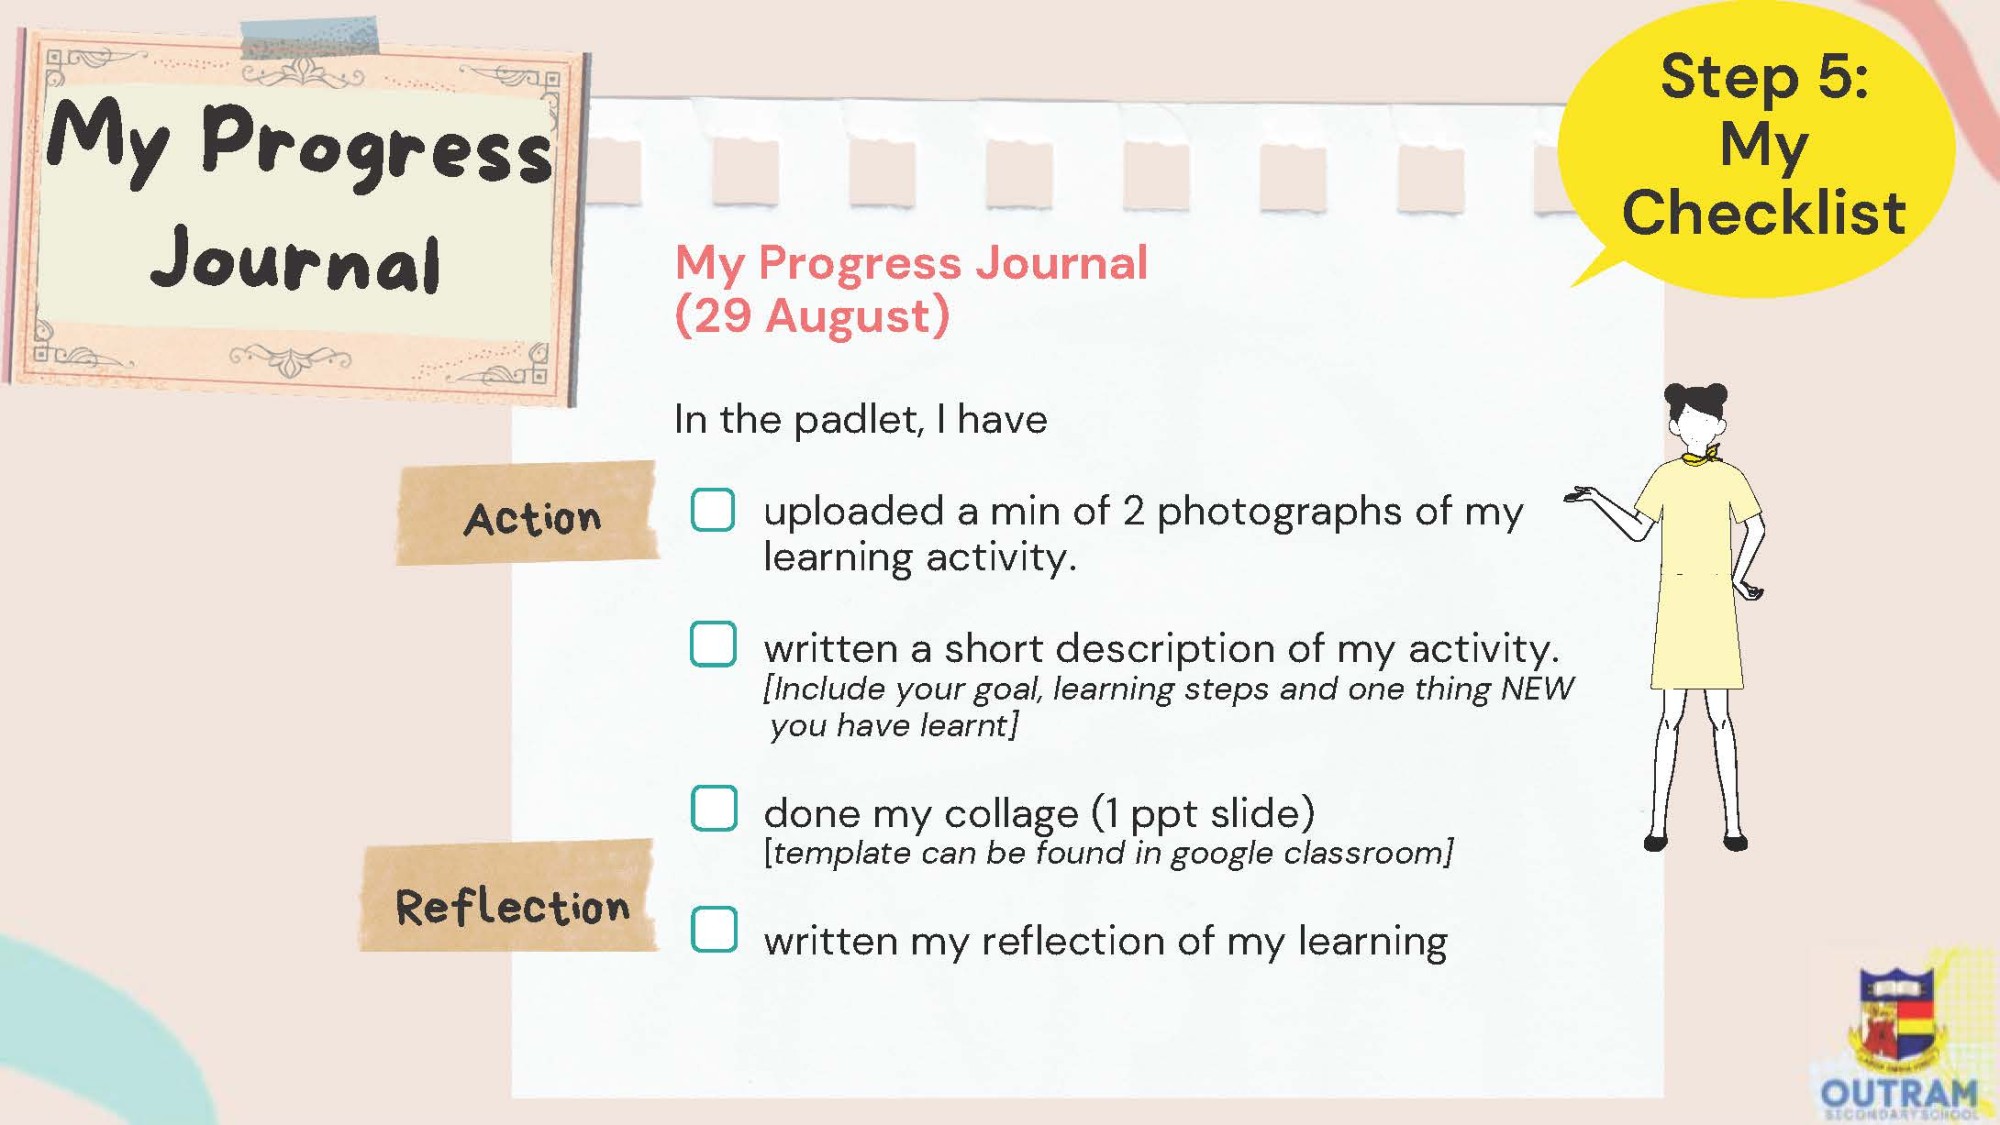 My Progress
Journal
Step 5:
My
Checklist
My Progress Journal
(29 August)
In the padlet, I have
Action
uploaded a min of 2 photographs of my
learning activity.
written a short description of my activity.
[Include your goal, learning steps and one thing NEW
you have learnt]
done my collage (1 ppt slide)
[template can be found in google classroom]
Reflection
written my reflection of my learning
OUTRAM
SECONDARY SCHOOL